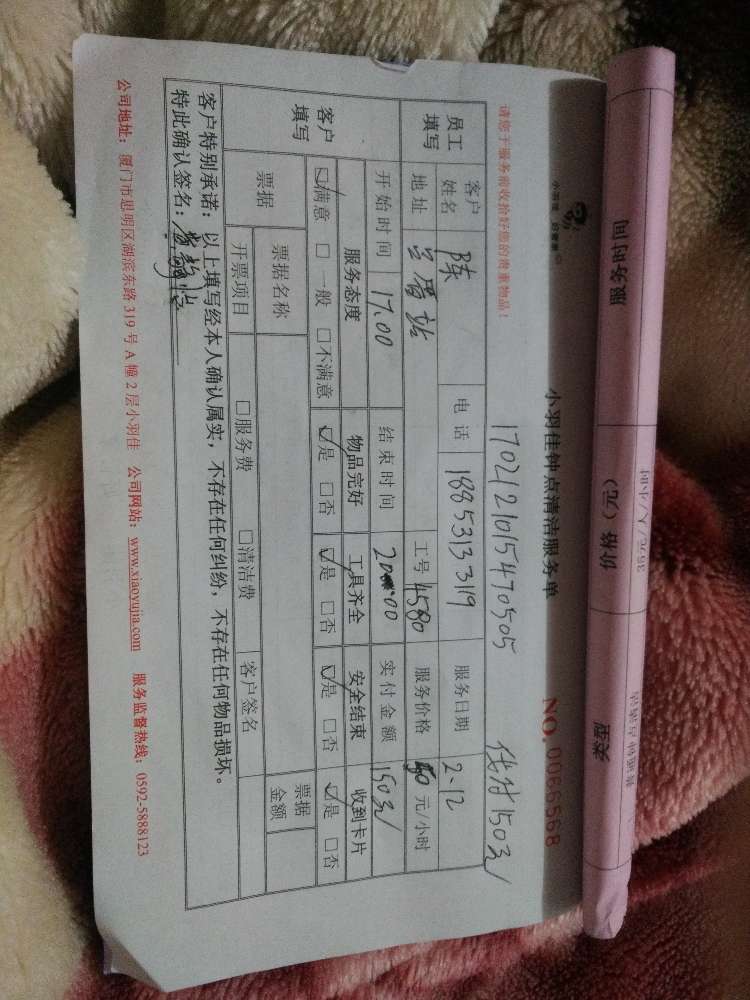 小羽佳钟点清洁服务单
NO. 0066568
请您于服务前收拾好您的贵重物品！
1702121015470505 代付150元
员工填写 客户姓名 陈 电话 18853133119 服务日期 2.12
地址 吕厝站 工号 4580 服务价格 50 元/小时
开始时间 17.00 结束时间 20:00 实付金额 150元
客户填写 服务态度 物品完好 工具齐全 安全结束 收到卡片
☑满意 □一般 □不满意 ☑是 □否 ☑是 □否 ☑是 □否 ☑是 □否
票据 票据名称 票据金额
开票项目 □服务费 □清洁费 客户签名
客户特别承诺：以上填写经本人确认属实，不存在任何纠纷，不存在任何物品损坏。
特此确认签名：
公司地址：厦门市思明区湖滨东路 319 号 A 幢 2 层小羽佳 公司网站：www.xiaoyujia.com 服务监督热线：0592-5888123
服务时间 价格（元） 类型